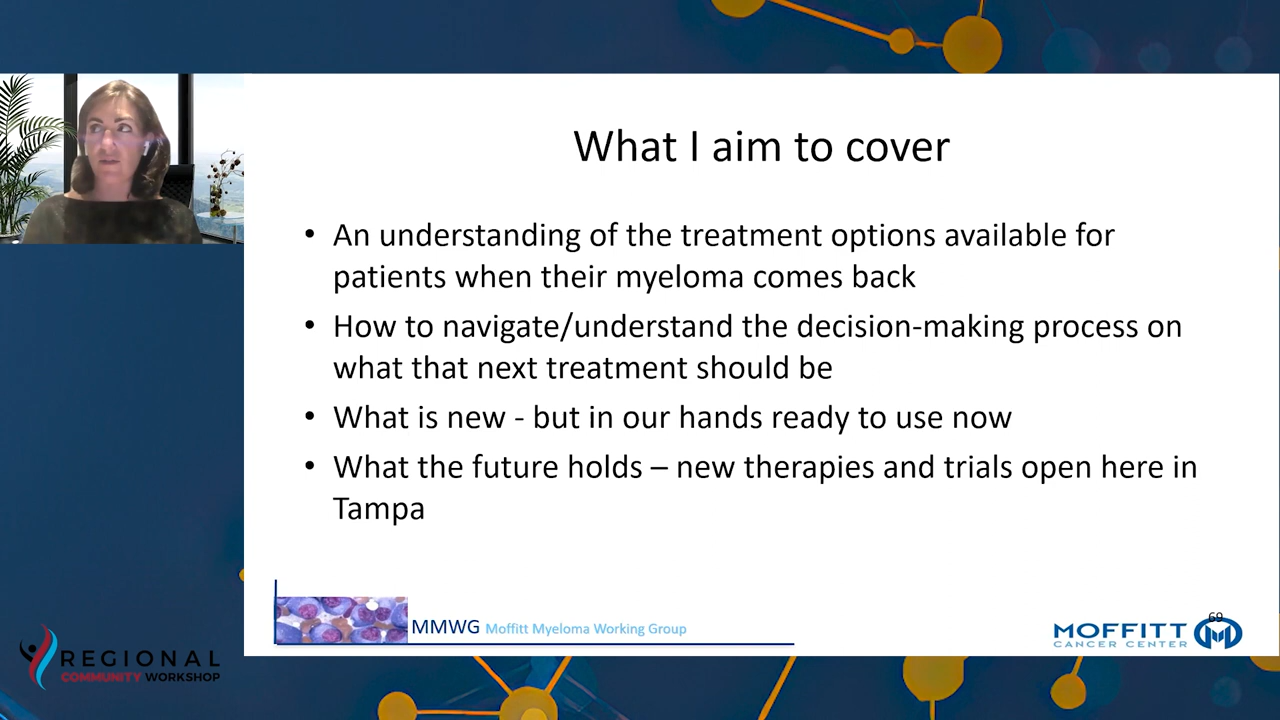 What I aim to cover
• An understanding of the treatment options available for
patients when their myeloma comes back
• How to navigate/understand the decision-making process on
what that next treatment should be
• What is new - but in our hands ready to use now
• What the future holds – new therapies and trials open here in
Tampa
MMWG Moffitt Myeloma Working Group
69
MOFFITT
CANCER CENTER
REGIONAL
COMMUNITY WORKSHOP